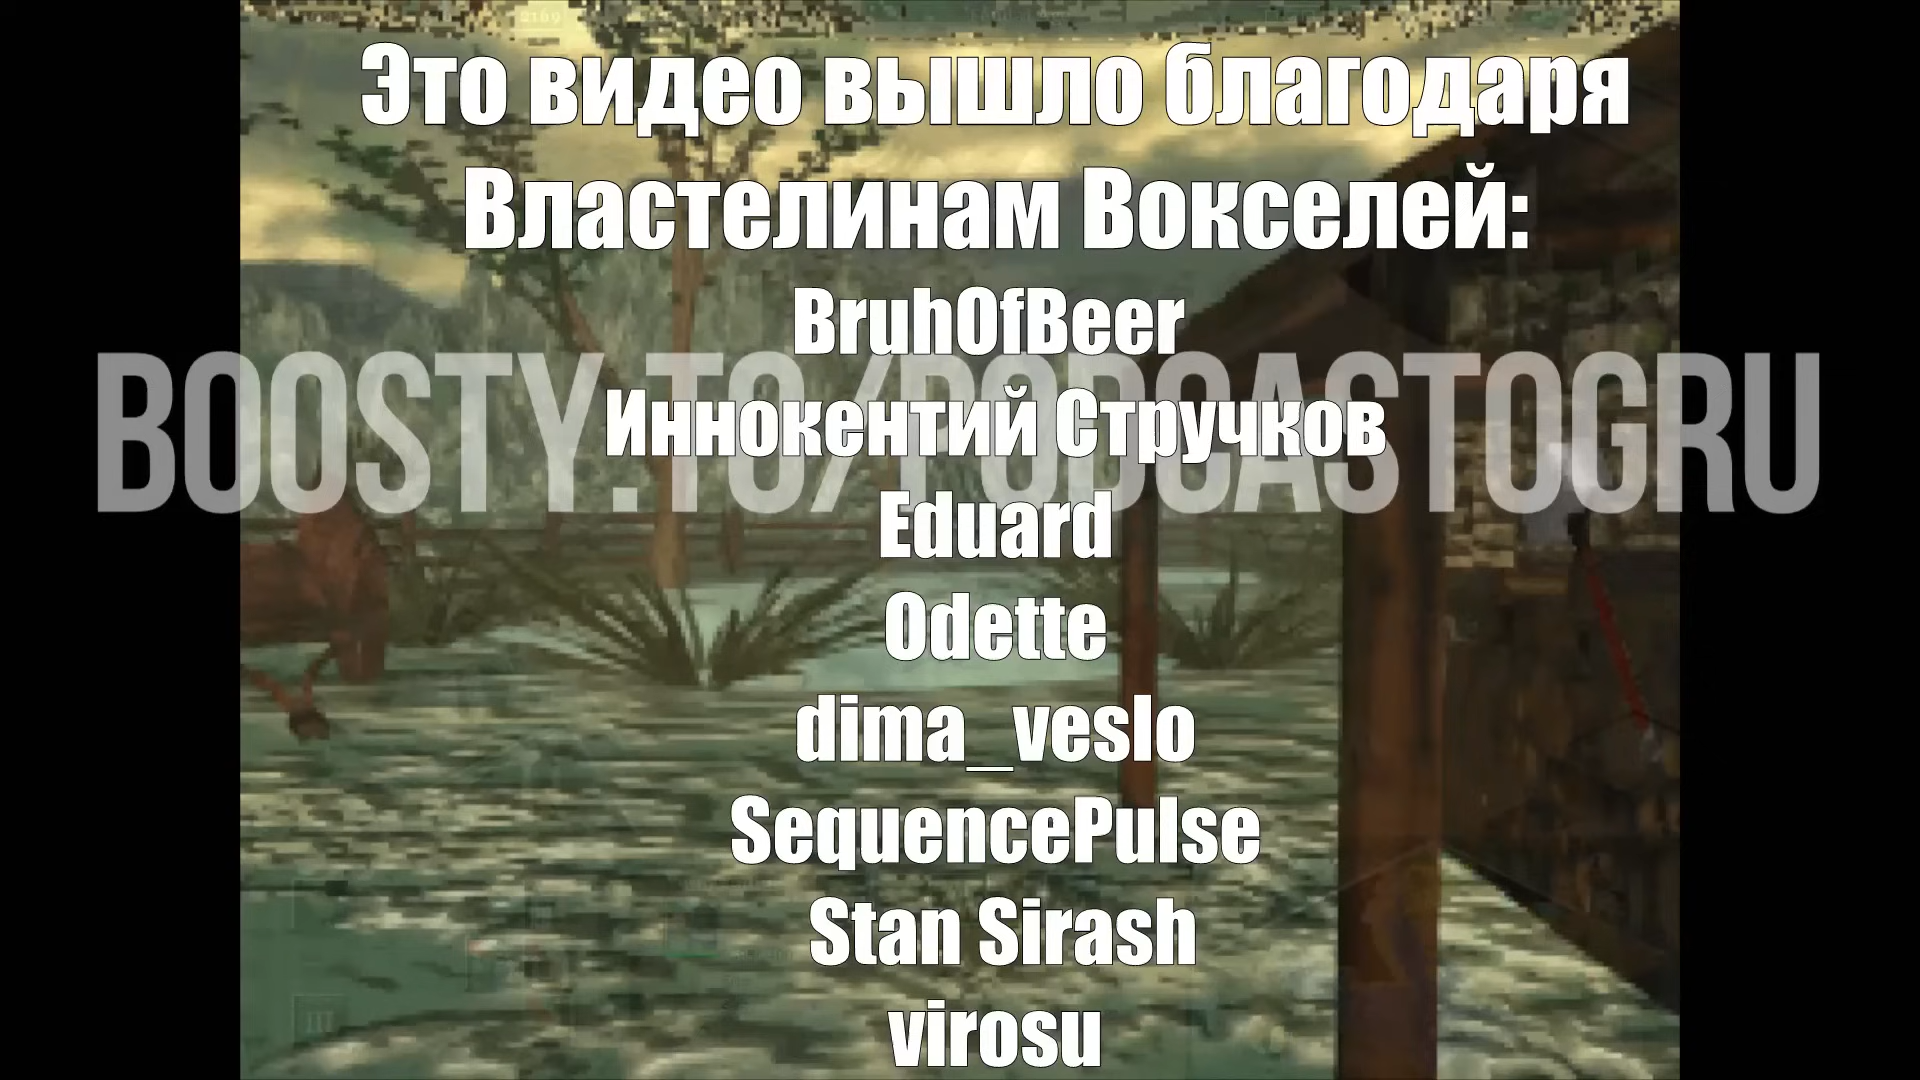 Это видео вышло благодаря
Властелинам Вокселей:
BruhOfBeer
BOOSTY.TO/PODCASTOGRU
Иннокентий Стручков
Eduard
Odette
dima_veslo
SequencePulse
Stan Sirash
virosu